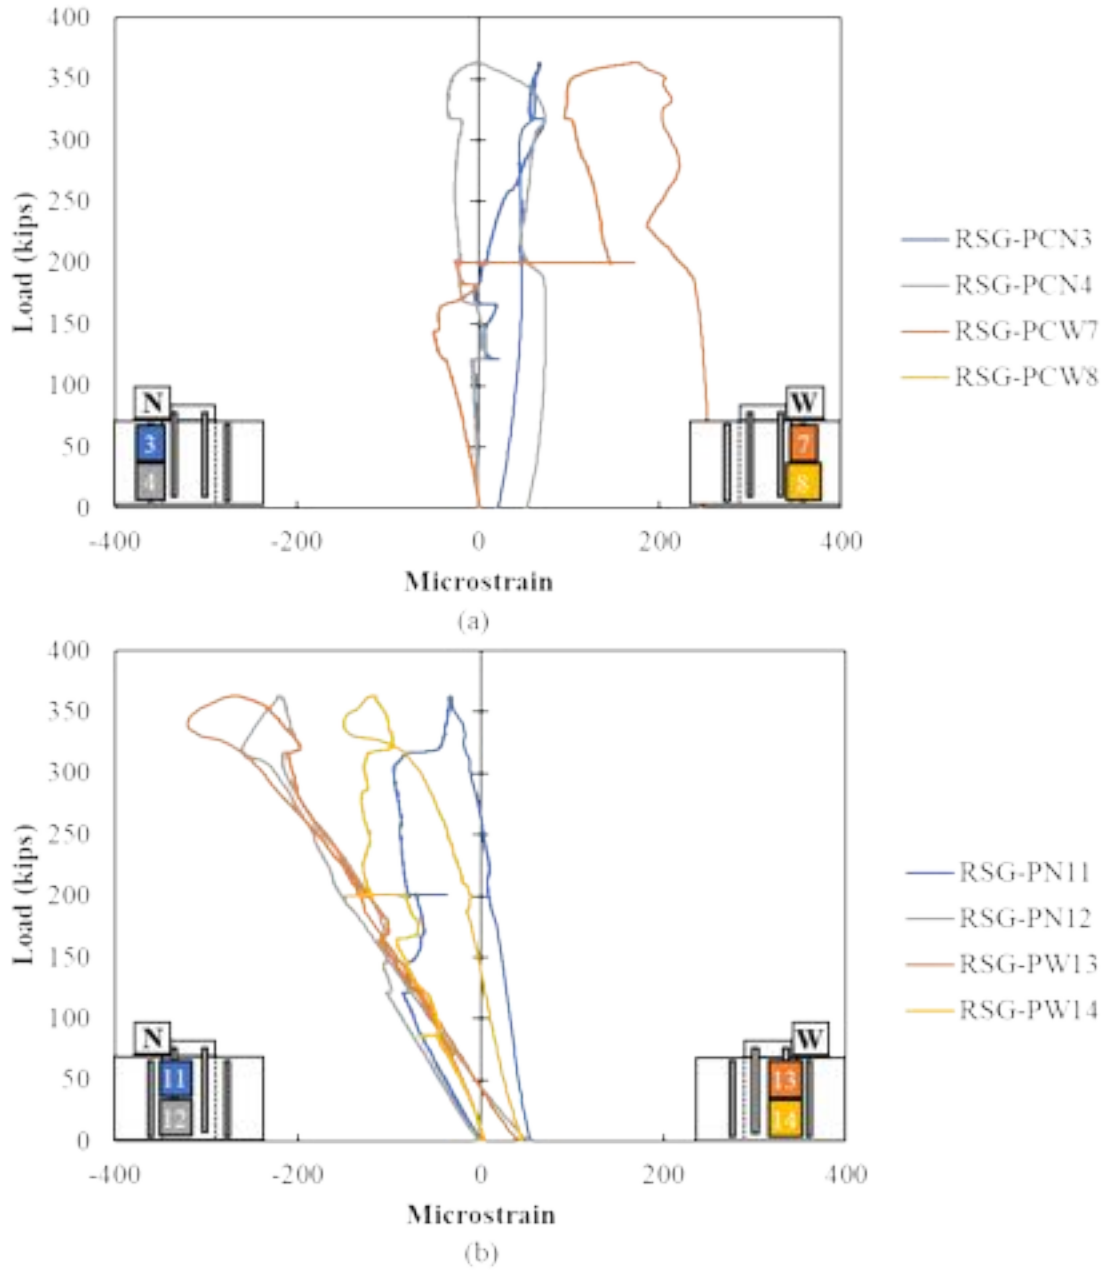 400
350
300
250
200
150
100
50
0
Load (kips)
-400 -200 0 200 400
Microstrain
(a)
N
3
4
W
7
8
RSG-PCN3
RSG-PCN4
RSG-PCW7
RSG-PCW8
400
350
300
250
200
150
100
50
0
Load (kips)
-400 -200 0 200 400
Microstrain
(b)
N
11
12
W
13
14
RSG-PN11
RSG-PN12
RSG-PW13
RSG-PW14